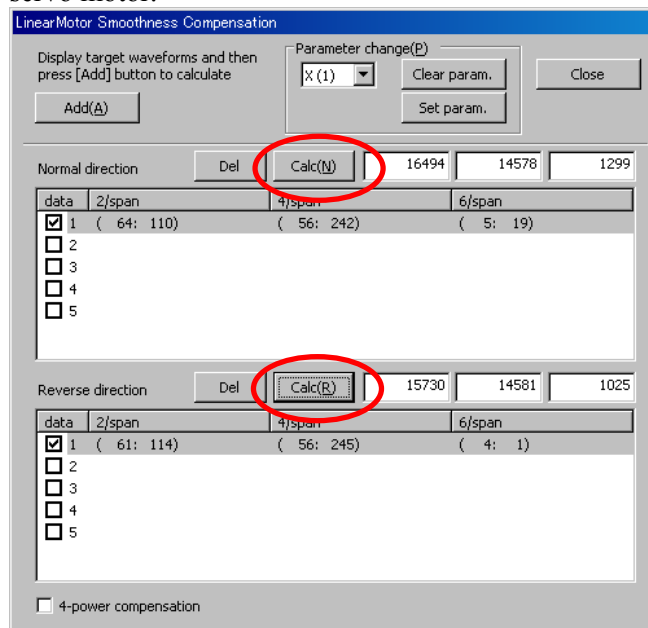 servo motor.
LinearMotor Smoothness Compensation
Display target waveforms and then
press [Add] button to calculate
Add(A)
Parameter change(P)
X (1)
Clear param.
Set param.
Close
Normal direction Del Calc(N) 16494 14578 1299
data 2/span 4/span 6/span
1 ( 64: 110) ( 56: 242) ( 5: 19)
2
3
4
5
Reverse direction Del Calc(R) 15730 14581 1025
data 2/span 4/span 6/span
1 ( 61: 114) ( 56: 245) ( 4: 1)
2
3
4
5
4-power compensation